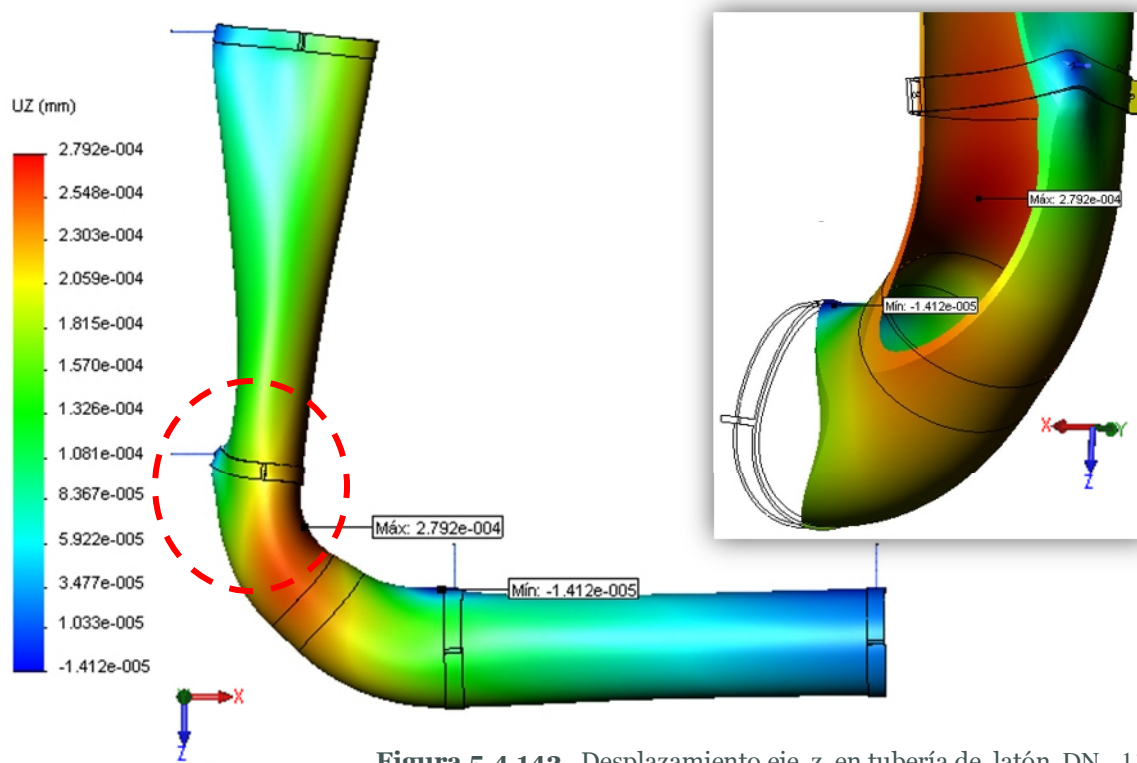 UZ (mm)
2.792e-004
2.548e-004
2.303e-004
2.059e-004
1.815e-004
1.570e-004
1.326e-004
1.081e-004
8.367e-005
5.922e-005
3.477e-005
1.033e-005
-1.412e-005
Máx: 2.792e-004
Mín: -1.412e-005
X
Z
Máx: 2.792e-004
Mín: -1.412e-005
X
Y
Z
Figura 5.4.142 Desplazamiento eje z en tubería de latón DN